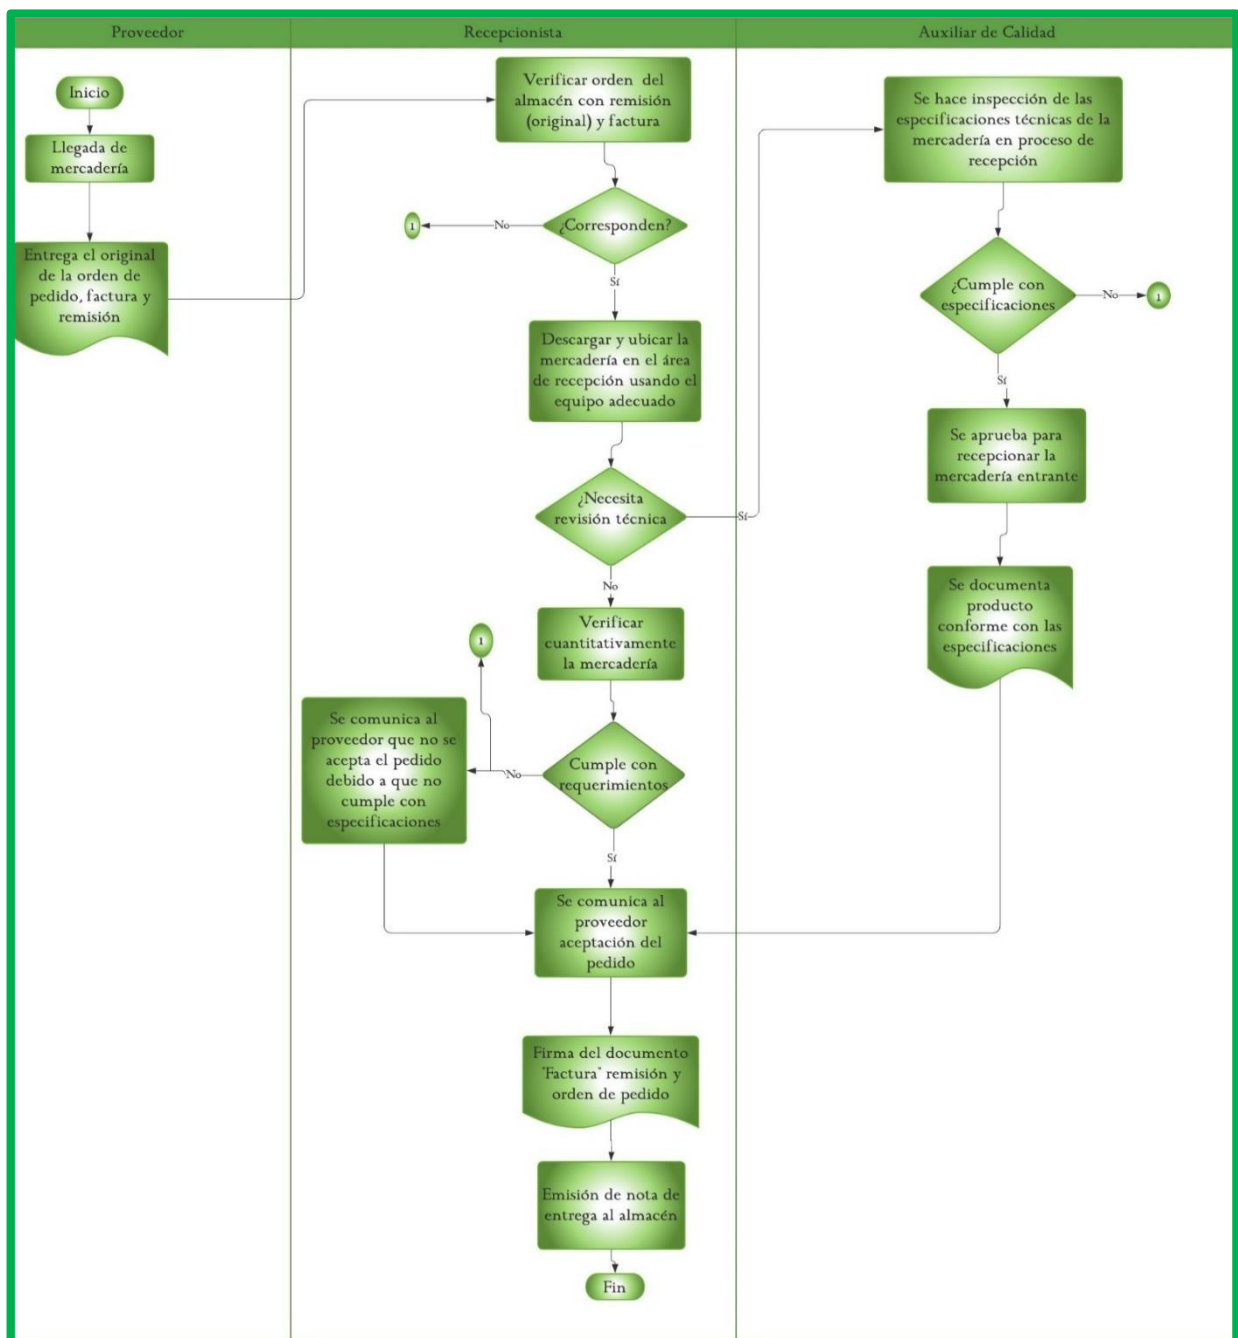 Proveedor
Recepcionista
Auxiliar de Calidad
Inicio
Llegada de
mercadería
Entrega el original
de la orden de
pedido, factura y
remisión
Verificar orden del
almacén con remisión
(original) y factura
¿Corresponden?
No
1
Sí
Descargar y ubicar la
mercadería en el área
de recepción usando el
equipo adecuado
¿Necesita
revisión técnica
Sí
No
Verificar
cuantitativamente
la mercadería
1
Cumple con
requerimientos
No
Se comunica al
proveedor que no se
acepta el pedido
debido a que no
cumple con
especificaciones
Sí
Se comunica al
proveedor
aceptación del
pedido
Firma del documento
"Factura" remisión y
orden de pedido
Emisión de nota de
entrega al almacén
Fin
Se hace inspección de las
especificaciones técnicas de la
mercadería en proceso de
recepción
¿Cumple con
especificaciones
No
1
Sí
Se aprueba para
recepcionar la
mercadería entrante
Se documenta
producto
conforme con las
especificaciones